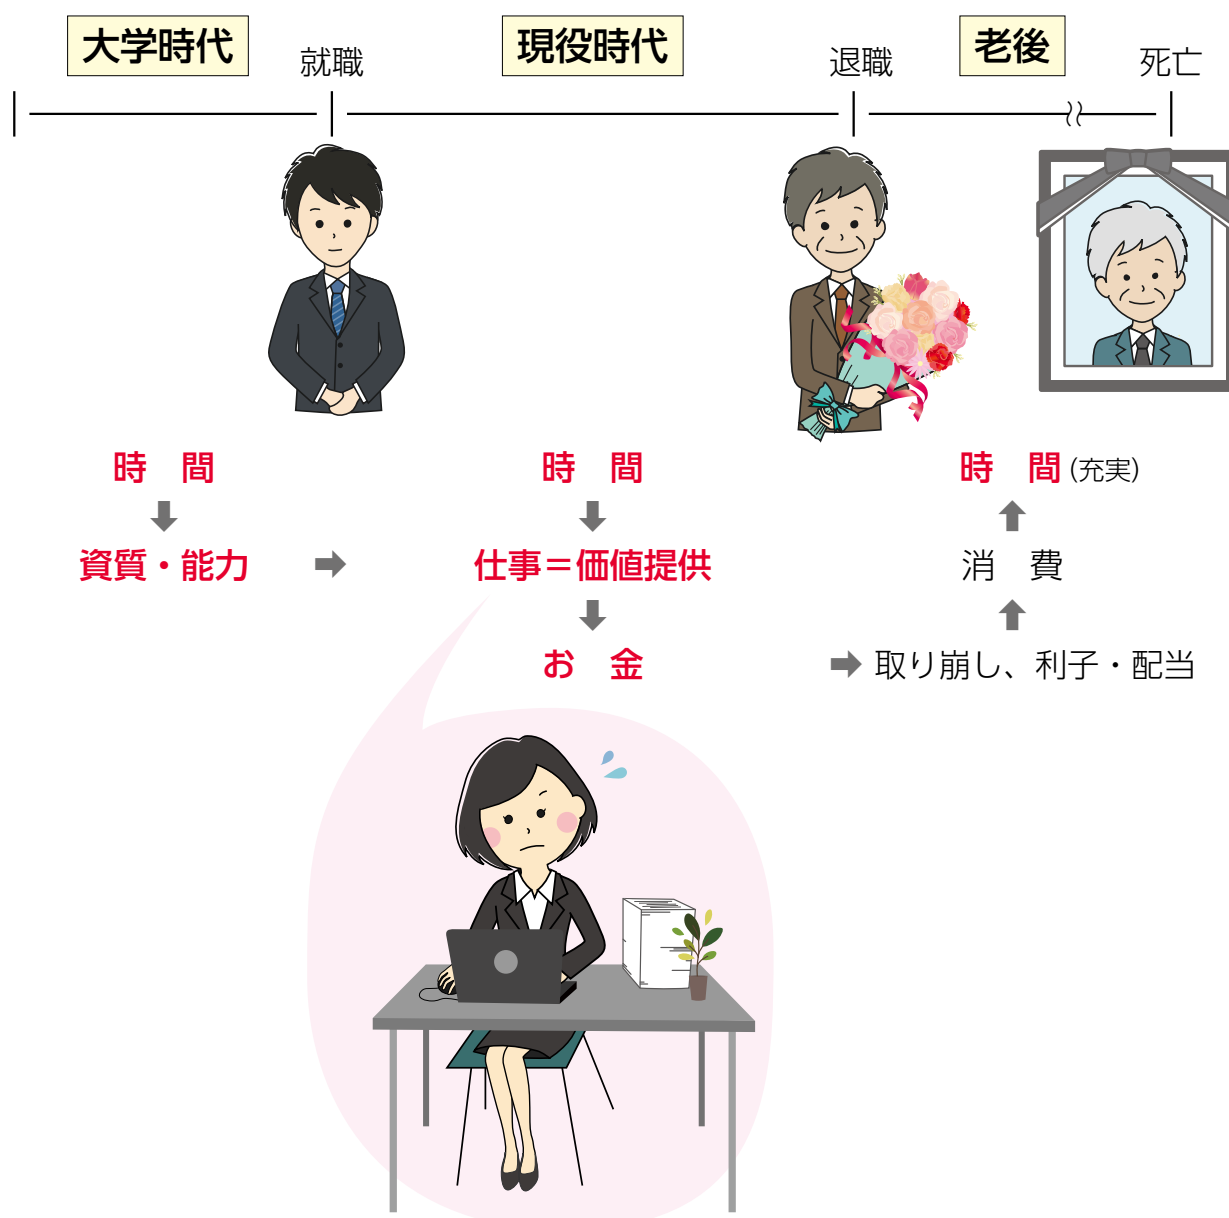 大学時代
就職
現役時代
退職
老後
死亡
時 間
時 間
時 間 (充実)
資質・能力
仕事=価値提供
消 費
お 金
取り崩し、利子・配当